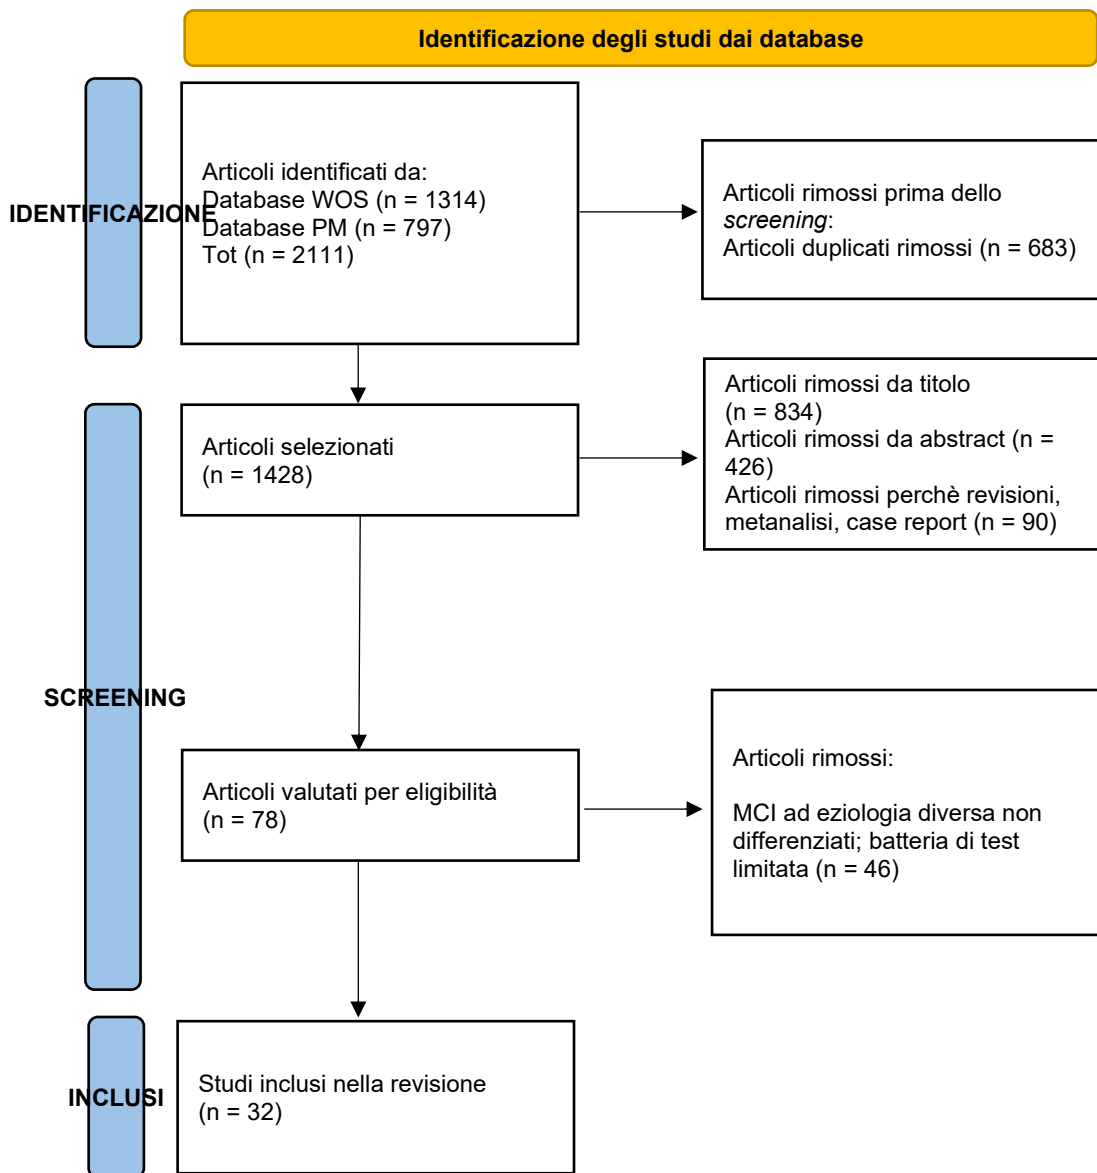 Identificazione degli studi dai database
IDENTIFICAZIONE
Articoli identificati da:
Database WOS (n = 1314)
Database PM (n = 797)
Tot (n = 2111)
Articoli rimossi prima dello
screening:
Articoli duplicati rimossi (n = 683)
SCREENING
Articoli selezionati
(n = 1428)
Articoli rimossi da titolo
(n = 834)
Articoli rimossi da abstract (n =
426)
Articoli rimossi perchè revisioni,
metanalisi, case report (n = 90)
Articoli valutati per eligibilità
(n = 78)
Articoli rimossi:
MCI ad eziologia diversa non
differenziati; batteria di test
limitata (n = 46)
INCLUSI
Studi inclusi nella revisione
(n = 32)